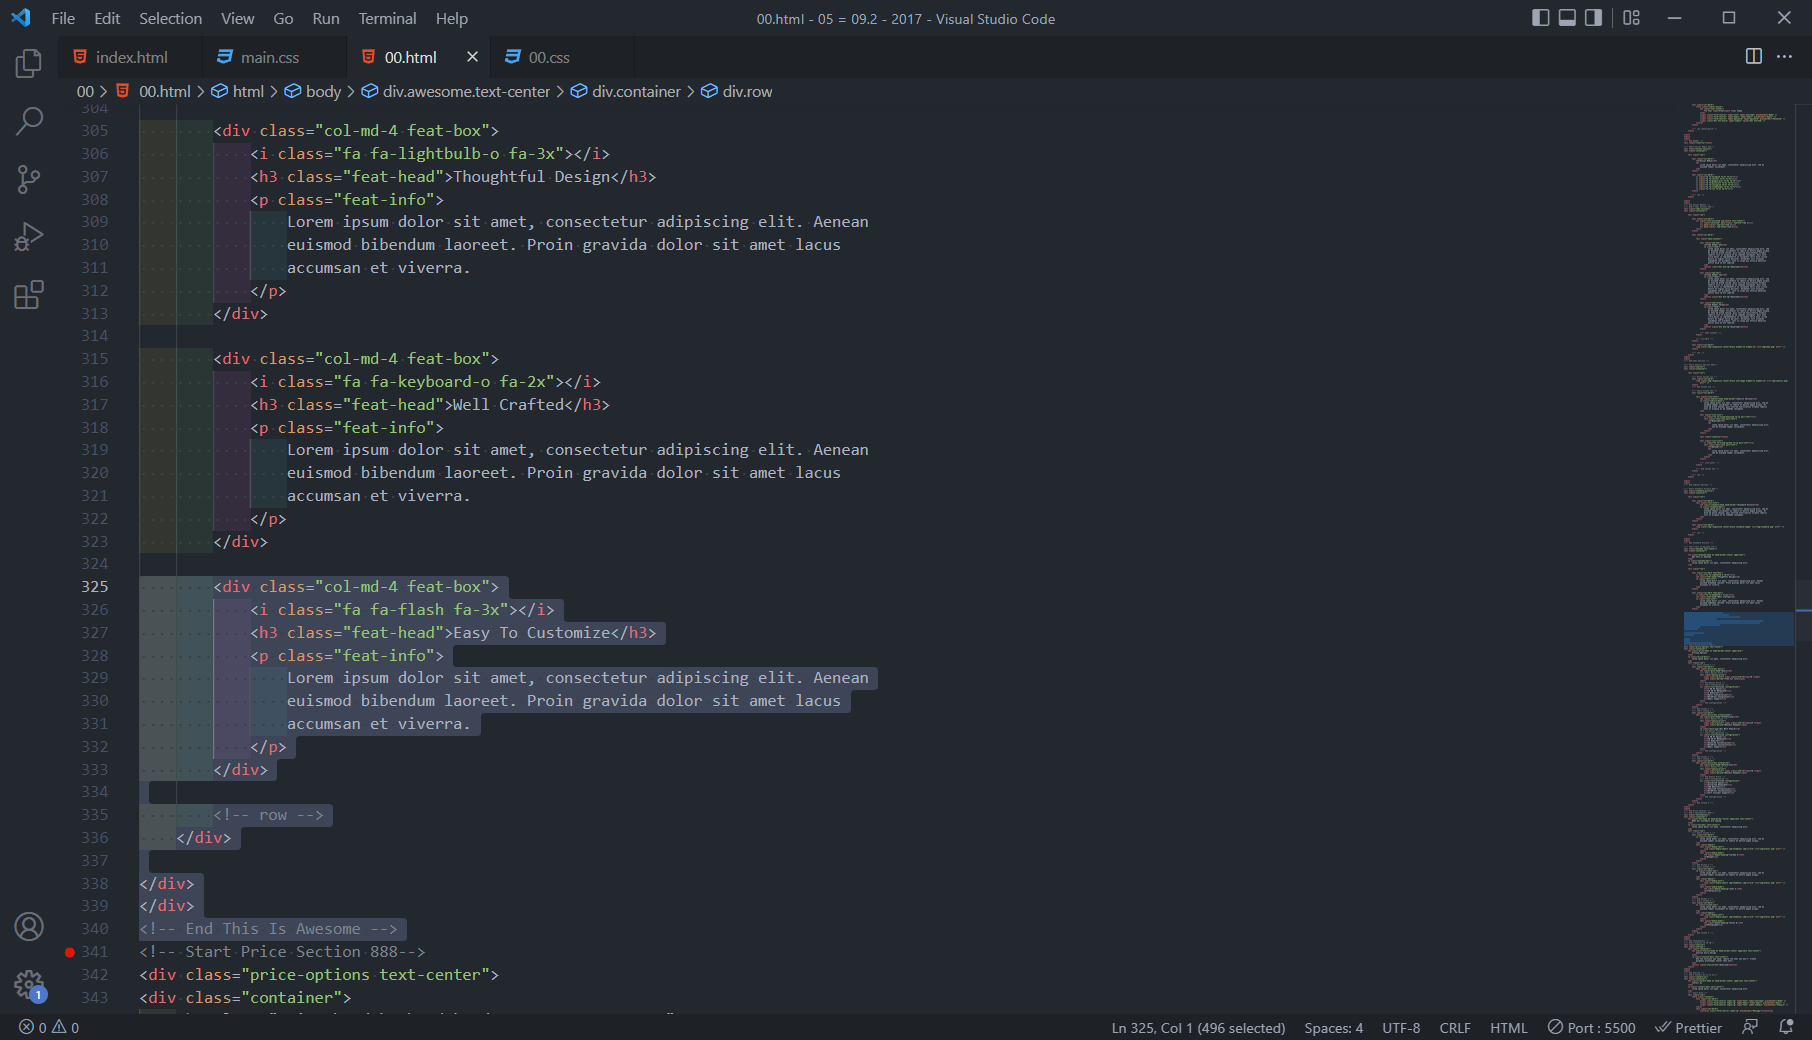 File Edit Selection View Go Run Terminal Help
00.html - 05 = 09.2 - 2017 - Visual Studio Code
index.html main.css 00.html 00.css
00 > 00.html > html > body > div.awesome.text-center > div.container > div.row
304
305 <div class="col-md-4 feat-box">
306 <i class="fa fa-lightbulb-o fa-3x"></i>
307 <h3 class="feat-head">Thoughtful Design</h3>
308 <p class="feat-info">
309 Lorem ipsum dolor sit amet, consectetur adipiscing elit. Aenean
310 euismod bibendum laoreet. Proin gravida dolor sit amet lacus
311 accumsan et viverra.
312 </p>
313 </div>
314
315 <div class="col-md-4 feat-box">
316 <i class="fa fa-keyboard-o fa-2x"></i>
317 <h3 class="feat-head">Well Crafted</h3>
318 <p class="feat-info">
319 Lorem ipsum dolor sit amet, consectetur adipiscing elit. Aenean
320 euismod bibendum laoreet. Proin gravida dolor sit amet lacus
321 accumsan et viverra.
322 </p>
323 </div>
324
325 <div class="col-md-4 feat-box">
326 <i class="fa fa-flash fa-3x"></i>
327 <h3 class="feat-head">Easy To Customize</h3>
328 <p class="feat-info">
329 Lorem ipsum dolor sit amet, consectetur adipiscing elit. Aenean
330 euismod bibendum laoreet. Proin gravida dolor sit amet lacus
331 accumsan et viverra.
332 </p>
333 </div>
334
335 <!-- row -->
336 </div>
337
338 </div>
339 </div>
340 <!-- End This Is Awesome -->
341 <!-- Start Price Section 888-->
342 <div class="price-options text-center">
343 <div class="container">
1
0 0 Ln 325, Col 1 (496 selected) Spaces: 4 UTF-8 CRLF HTML Port : 5500 Prettier